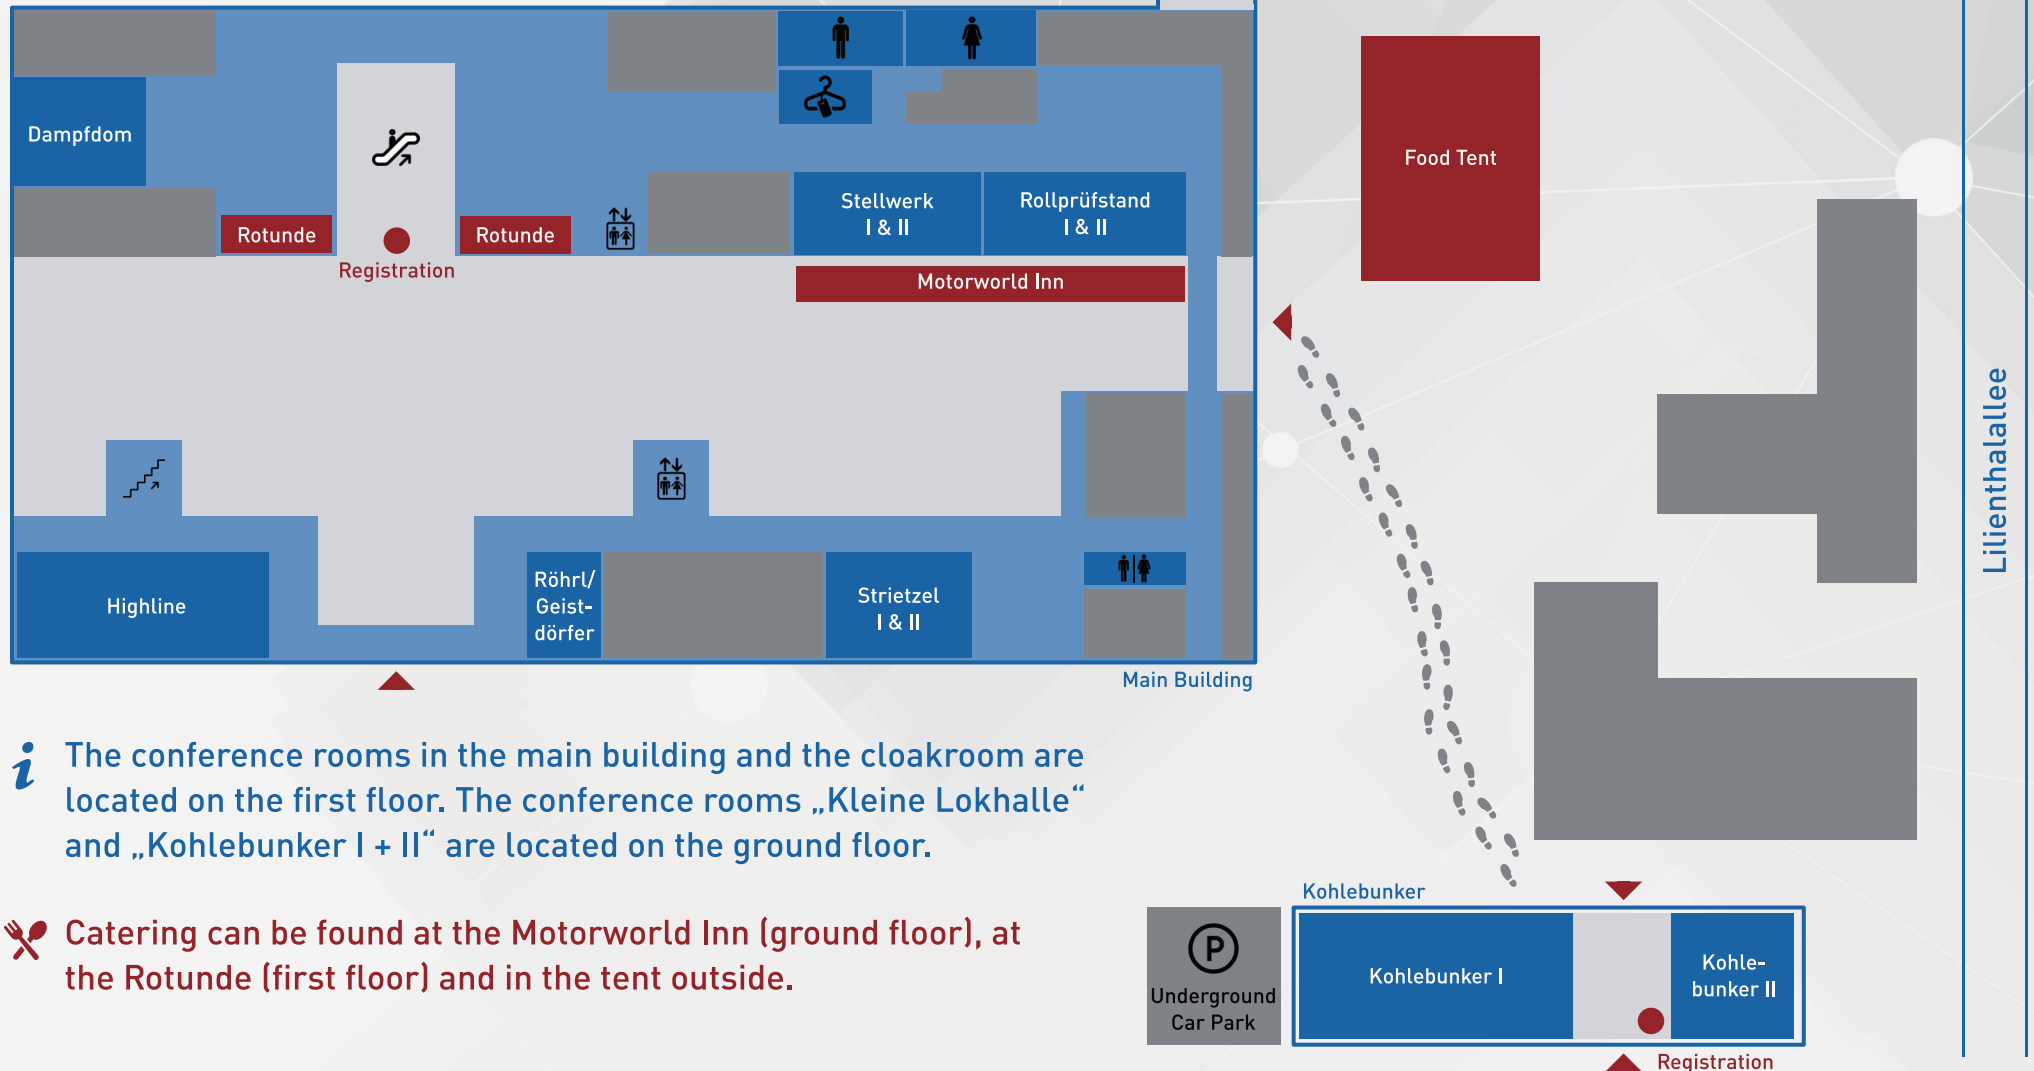 Dampfdom
Rotunde
Rotunde
Registration
Stellwerk
I & II
Rollprüfstand
I & II
Motorworld Inn
Food Tent
Lilienthalallee
Highline
Röhrl/
Geist-
dörfer
Strietzel
I & II
Main Building
i The conference rooms in the main building and the cloakroom are
located on the first floor. The conference rooms „Kleine Lokhalle“
and „Kohlebunker I + II“ are located on the ground floor.
Catering can be found at the Motorworld Inn (ground floor), at
the Rotunde (first floor) and in the tent outside.
Kohlebunker
P
Underground
Car Park
Kohlebunker I
Kohle-
bunker II
Registration